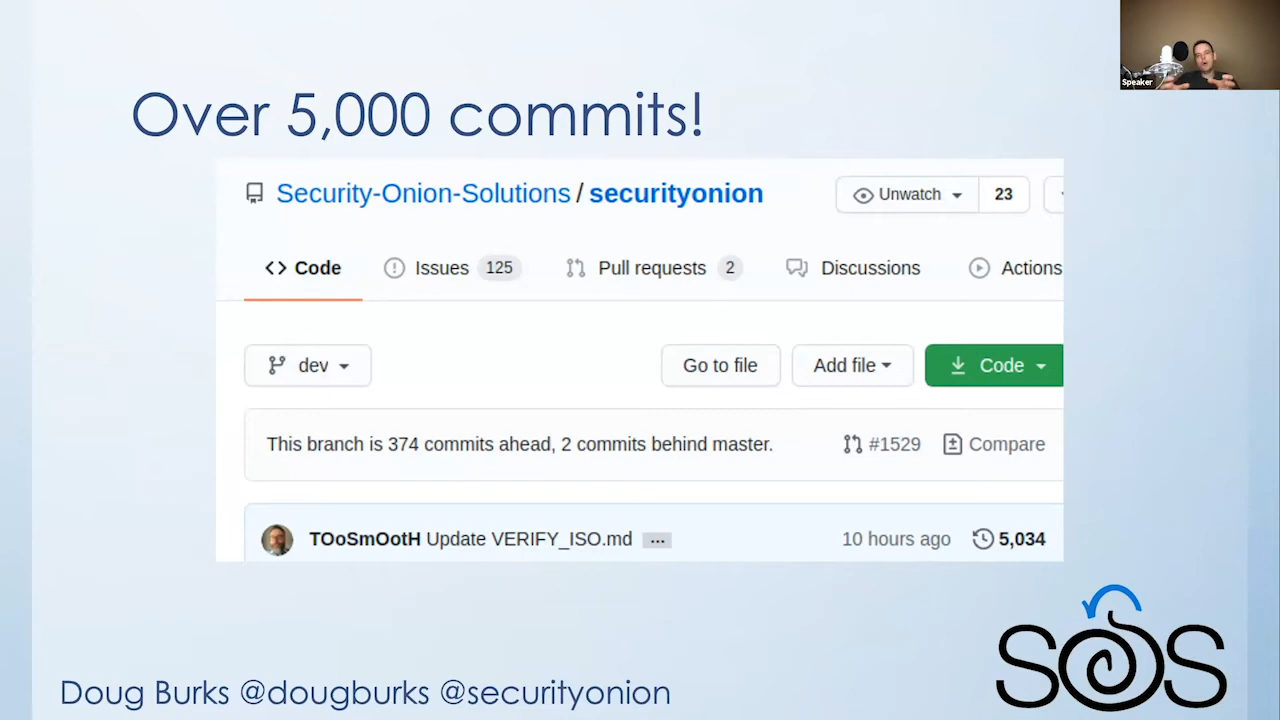 Speaker
Over 5,000 commits!
Security-Onion-Solutions / securityonion
Unwatch 23
Code Issues 125 Pull requests 2 Discussions Actions
dev Go to file Add file Code
This branch is 374 commits ahead, 2 commits behind master. #1529 Compare
TOoSmOotH Update VERIFY_ISO.md ... 10 hours ago 5,034
SOS
Doug Burks @dougburks @securityonion